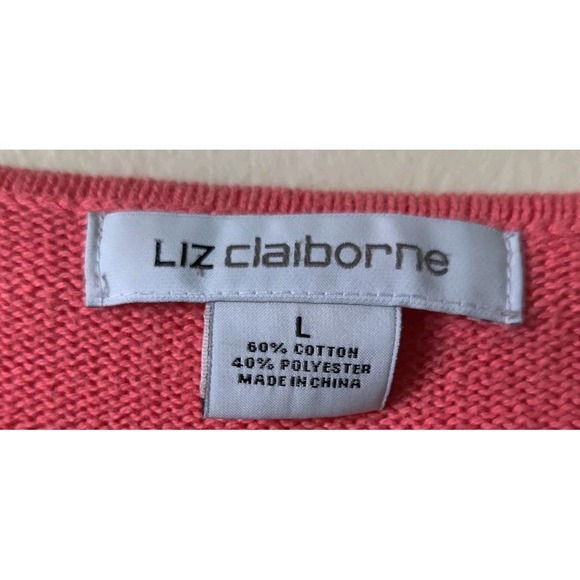 LIZ claiborne
L
60% COTTON
40% POLYESTER
MADE IN CHINA